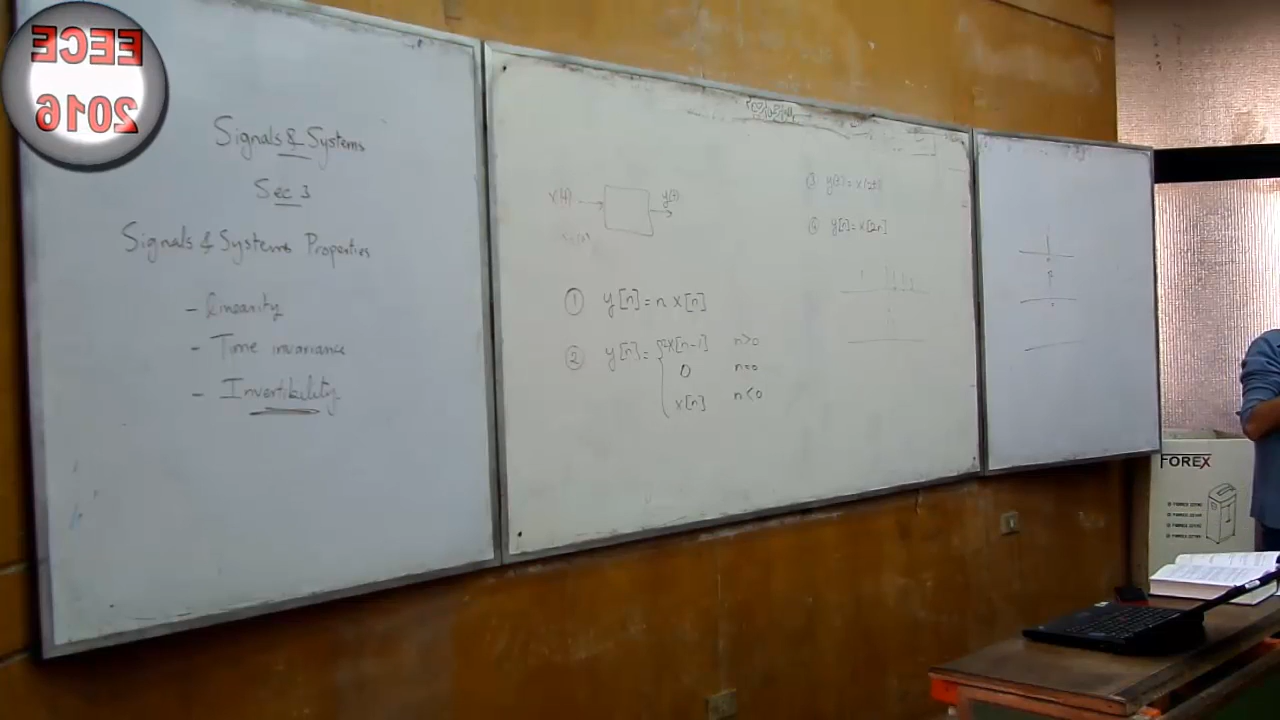 EECE
2016
Signals & Systems
Sec 3
Signals & Systems Properties
- linearity
- Time invariance
- Invertibility
x(t) y(t)
① y[n] = n x[n]
② y[n] = { x[n-1] n>0
0 n=0
x[n] n<0
③ y(t) = x(2t)
④ y[n] = x[2n]
FOREX